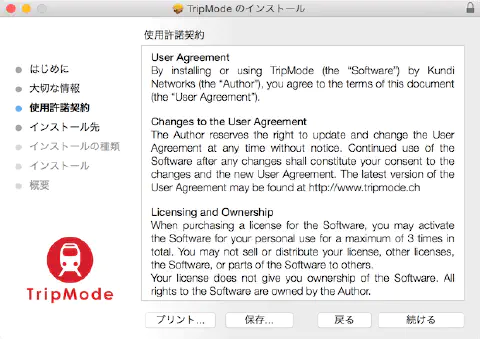 TripMode のインストール
使用許諾契約
はじめに
大切な情報
使用許諾契約
インストール先
インストールの種類
インストール
概要
TripMode
User Agreement
By installing or using TripMode (the “Software”) by Kundi
Networks (the “Author”), you agree to the terms of this document
(the “User Agreement”).
Changes to the User Agreement
The Author reserves the right to update and change the User
Agreement at any time without notice. Continued use of the
Software after any changes shall constitute your consent to the
changes and the new User Agreement. The latest version of the
User Agreement may be found at http://www.tripmode.ch
Licensing and Ownership
When purchasing a license for the Software, you may activate
the Software for your personal use for a maximum of 3 times in
total. You may not sell or distribute your license, other licenses,
the Software, or parts of the Software to others.
Your license does not give you ownership of the Software. All
rights to the Software are owned by the Author.
プリント...
保存...
戻る
続ける